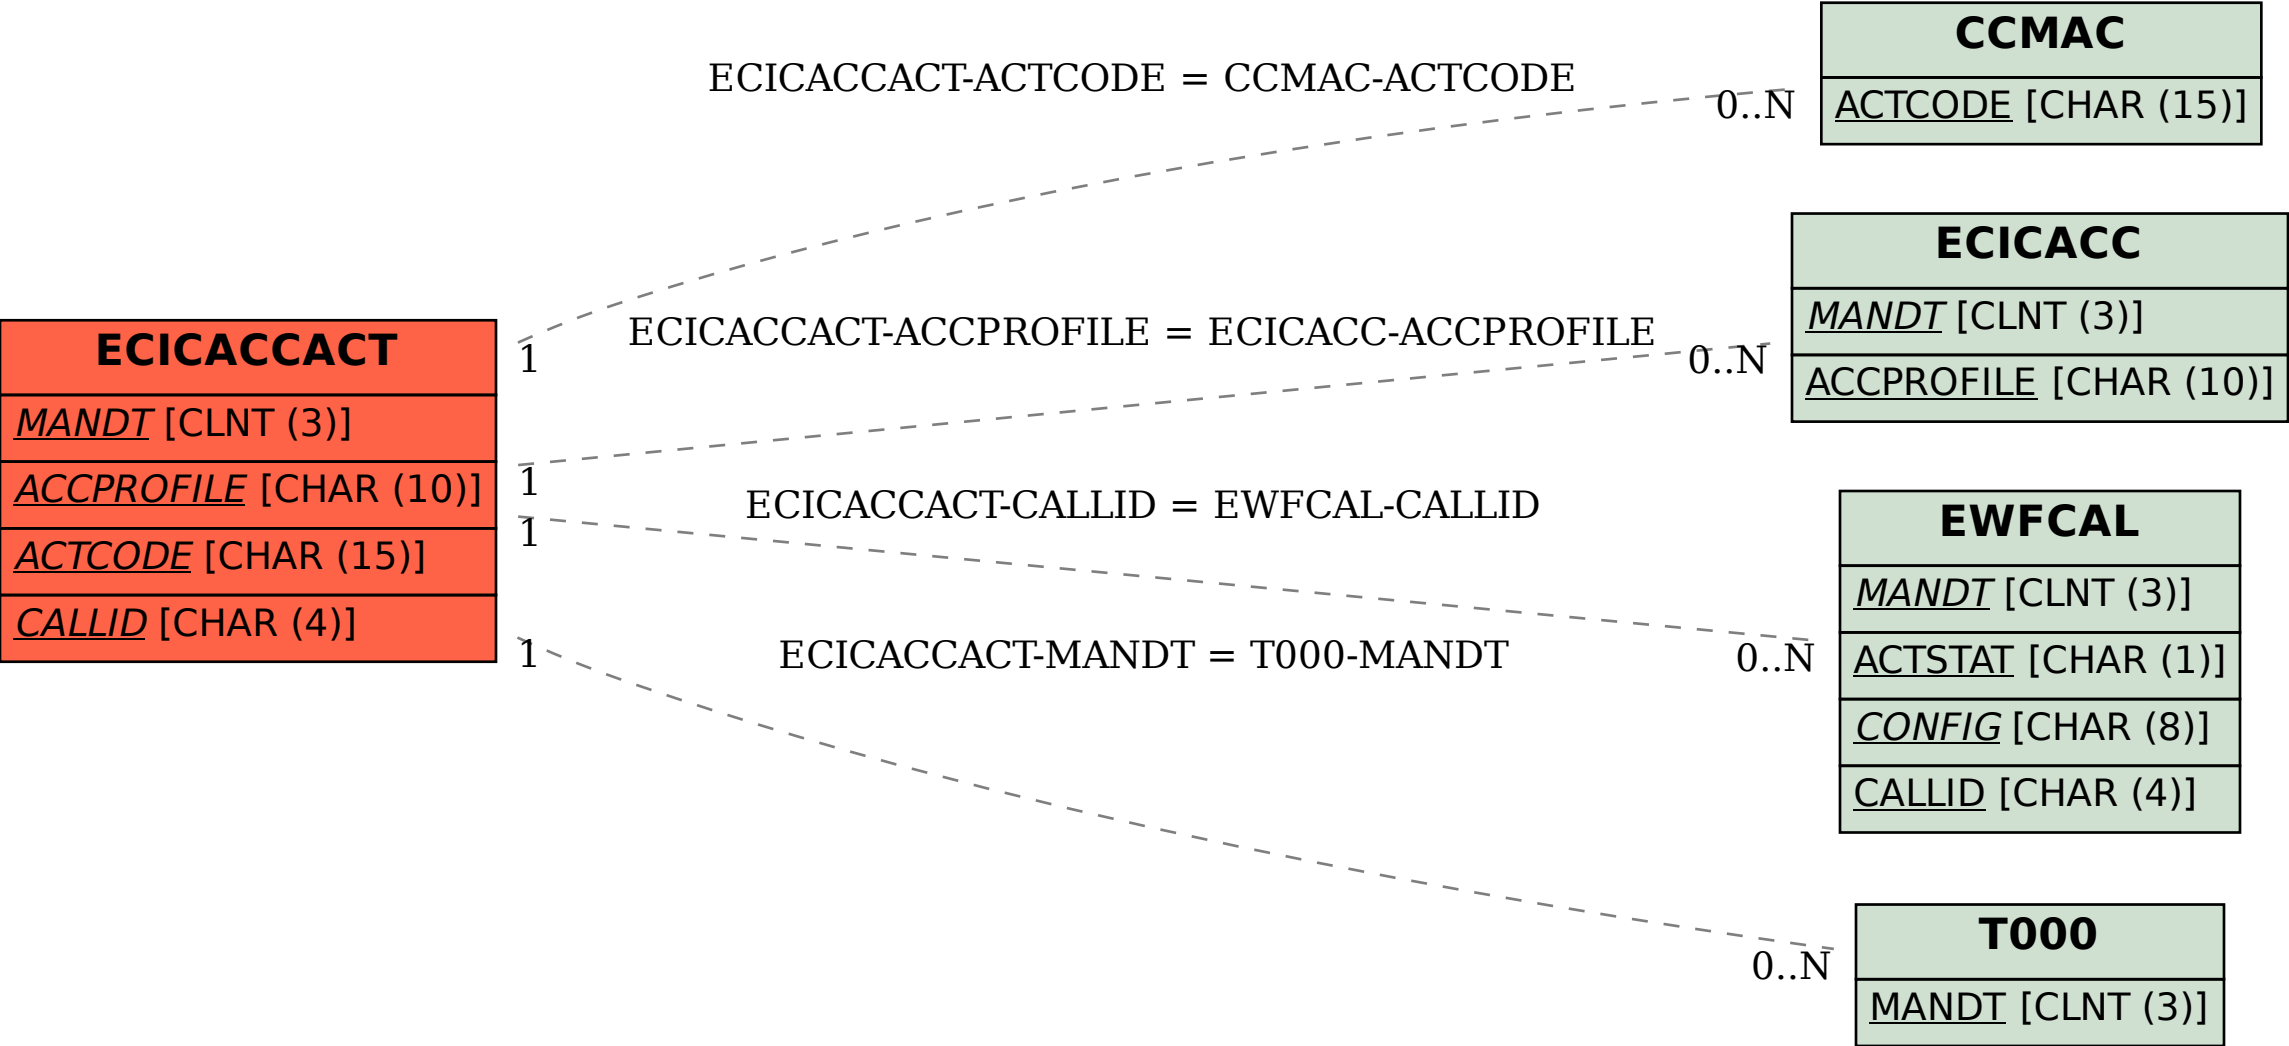 CCMAC
ACTCODE [CHAR (15)]
ECICACCACT-ACTCODE = CCMAC-ACTCODE
0..N
1
ECICACC
MANDT [CLNT (3)]
ACCPROFILE [CHAR (10)]
ECICACCACT-ACCPROFILE = ECICACC-ACCPROFILE
0..N
1
ECICACCACT
MANDT [CLNT (3)]
ACCPROFILE [CHAR (10)]
ACTCODE [CHAR (15)]
CALLID [CHAR (4)]
ECICACCACT-CALLID = EWFCAL-CALLID
1
0..N
EWFCAL
MANDT [CLNT (3)]
ACTSTAT [CHAR (1)]
CONFIG [CHAR (8)]
CALLID [CHAR (4)]
ECICACCACT-MANDT = T000-MANDT
1
0..N
T000
MANDT [CLNT (3)]